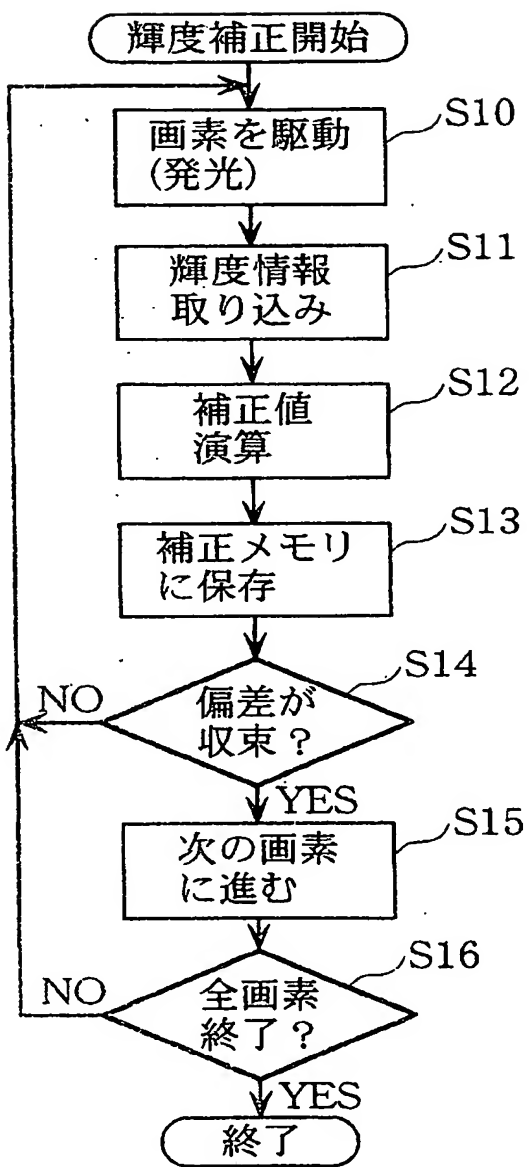 輝度補正開始
S10
画素を駆動
(発光)
S11
輝度情報
取り込み
S12
補正値
演算
S13
補正メモリ
に保存
S14
偏差が
収束？
NO
YES
S15
次の画素
に進む
S16
全画素
終了？
NO
YES
終了